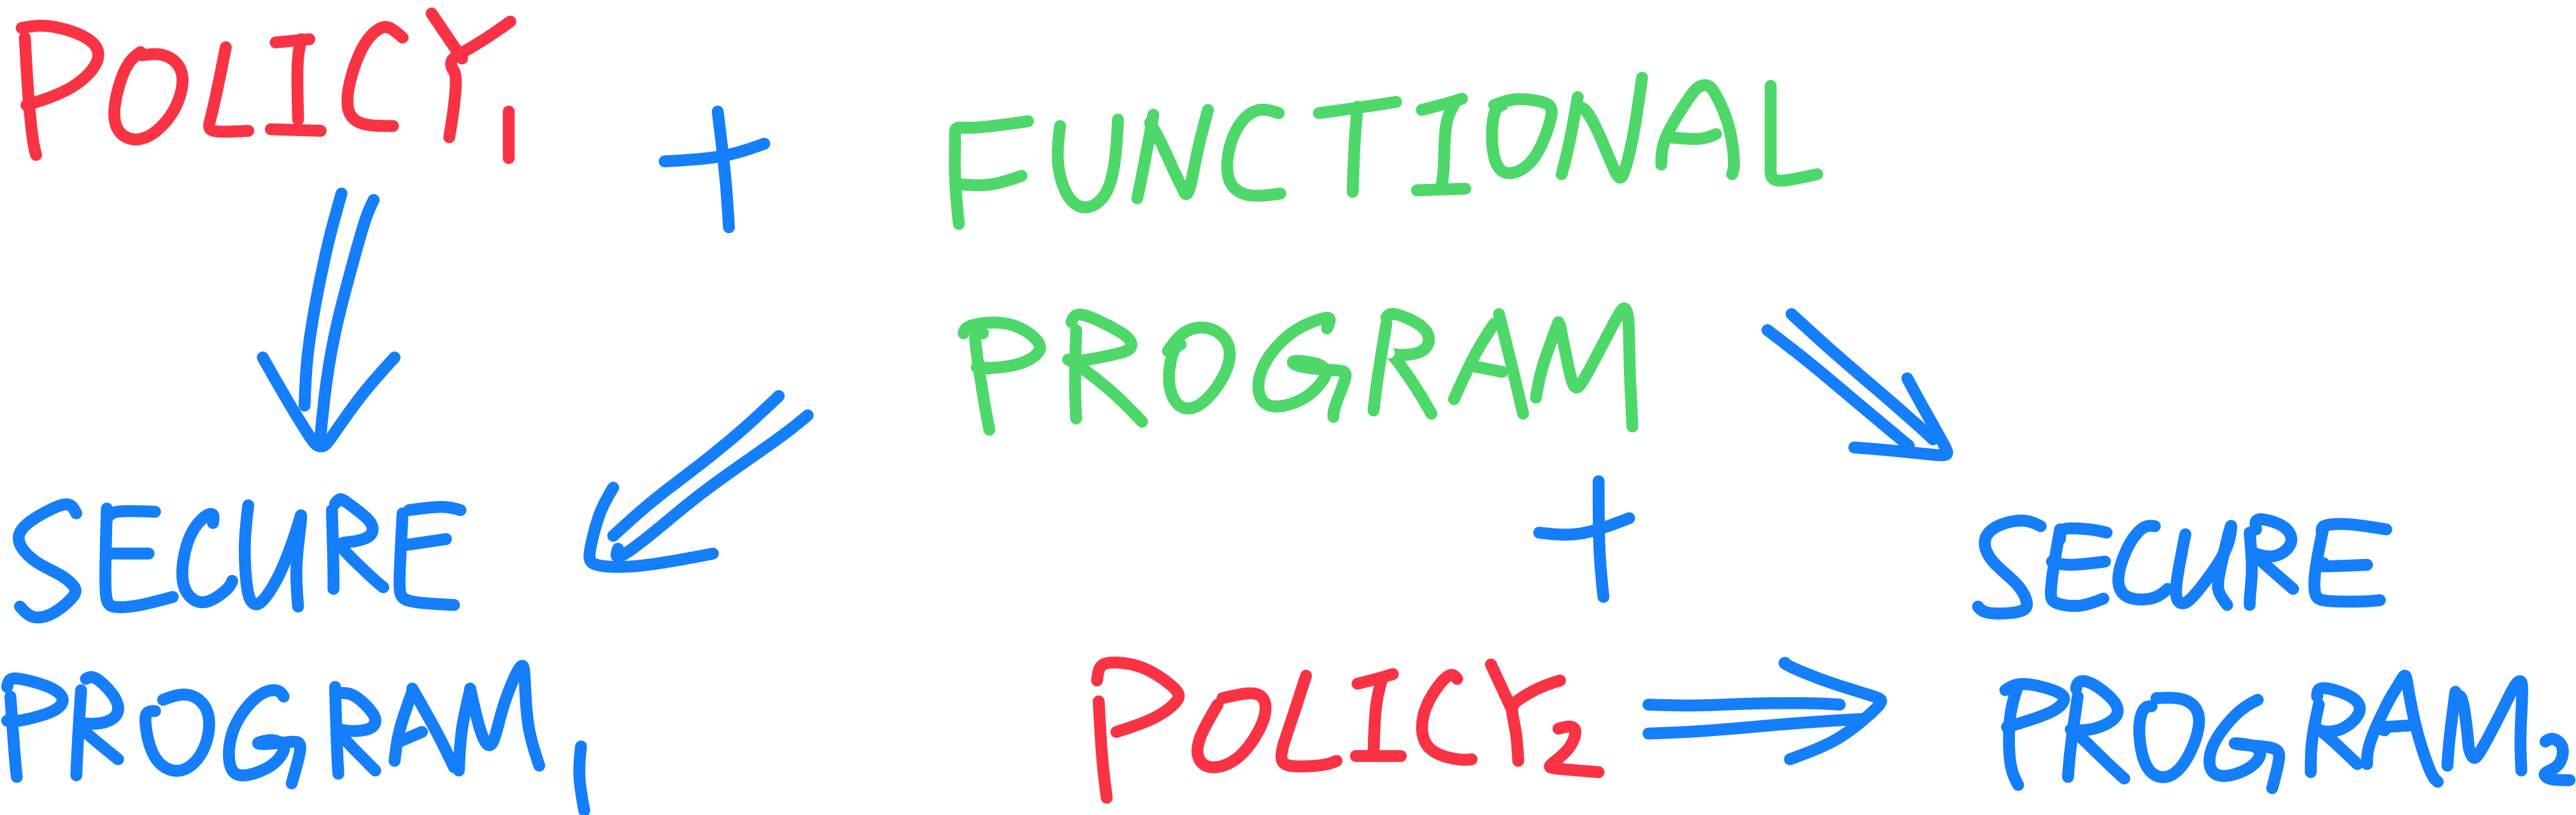 POLICY1
+
FUNCTIONAL
PROGRAM
SECURE
PROGRAM1
+
POLICY2
SECURE
PROGRAM2